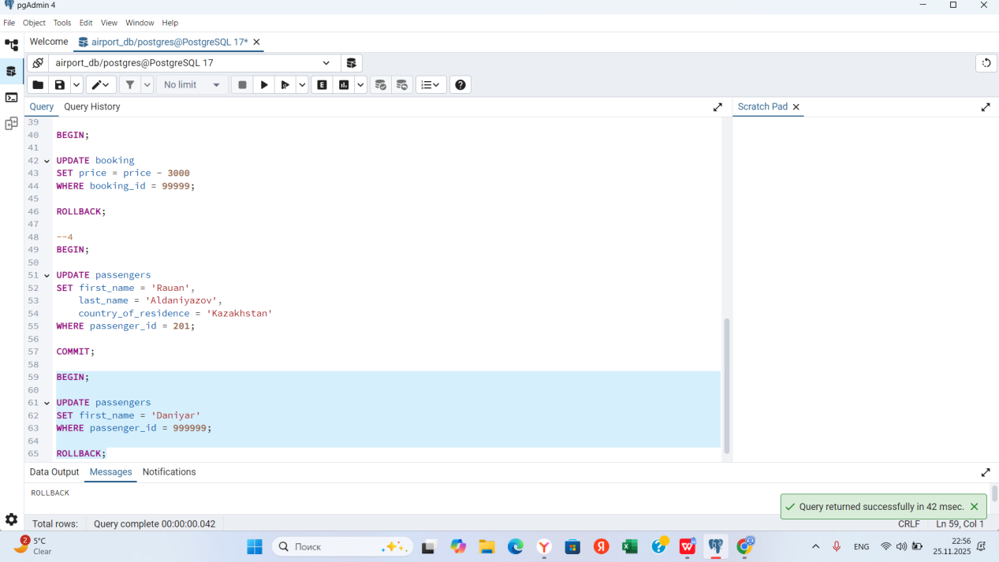 pgAdmin 4
File Object Tools Edit View Window Help
Welcome airport_db/postgres@PostgreSQL 17*
airport_db/postgres@PostgreSQL 17
No limit
E
Query Query History
Scratch Pad
39
40 BEGIN;
41
42 UPDATE booking
43 SET price = price - 3000
44 WHERE booking_id = 99999;
45
46 ROLLBACK;
47
48 --4
49 BEGIN;
50
51 UPDATE passengers
52 SET first_name = 'Rauan',
53 last_name = 'Aldaniyazov',
54 country_of_residence = 'Kazakhstan'
55 WHERE passenger_id = 201;
56
57 COMMIT;
58
59 BEGIN;
60
61 UPDATE passengers
62 SET first_name = 'Daniyar'
63 WHERE passenger_id = 999999;
64
65 ROLLBACK;
Data Output Messages Notifications
ROLLBACK
Query returned successfully in 42 msec.
Total rows: Query complete 00:00:00.042
CRLF Ln 59, Col 1
2
5°C
Clear
Поиск
ENG
22:56
25.11.2025